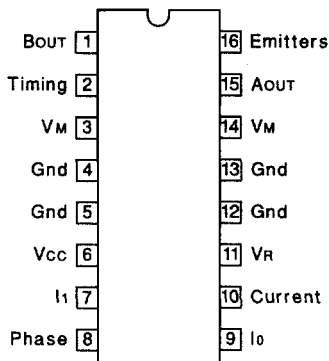 BOUT 1 16 Emitters
Timing 2 15 AOUT
VM 3 14 VM
Gnd 4 13 Gnd
Gnd 5 12 Gnd
VCC 6 11 VR
I1 7 10 Current
Phase 8 9 I0